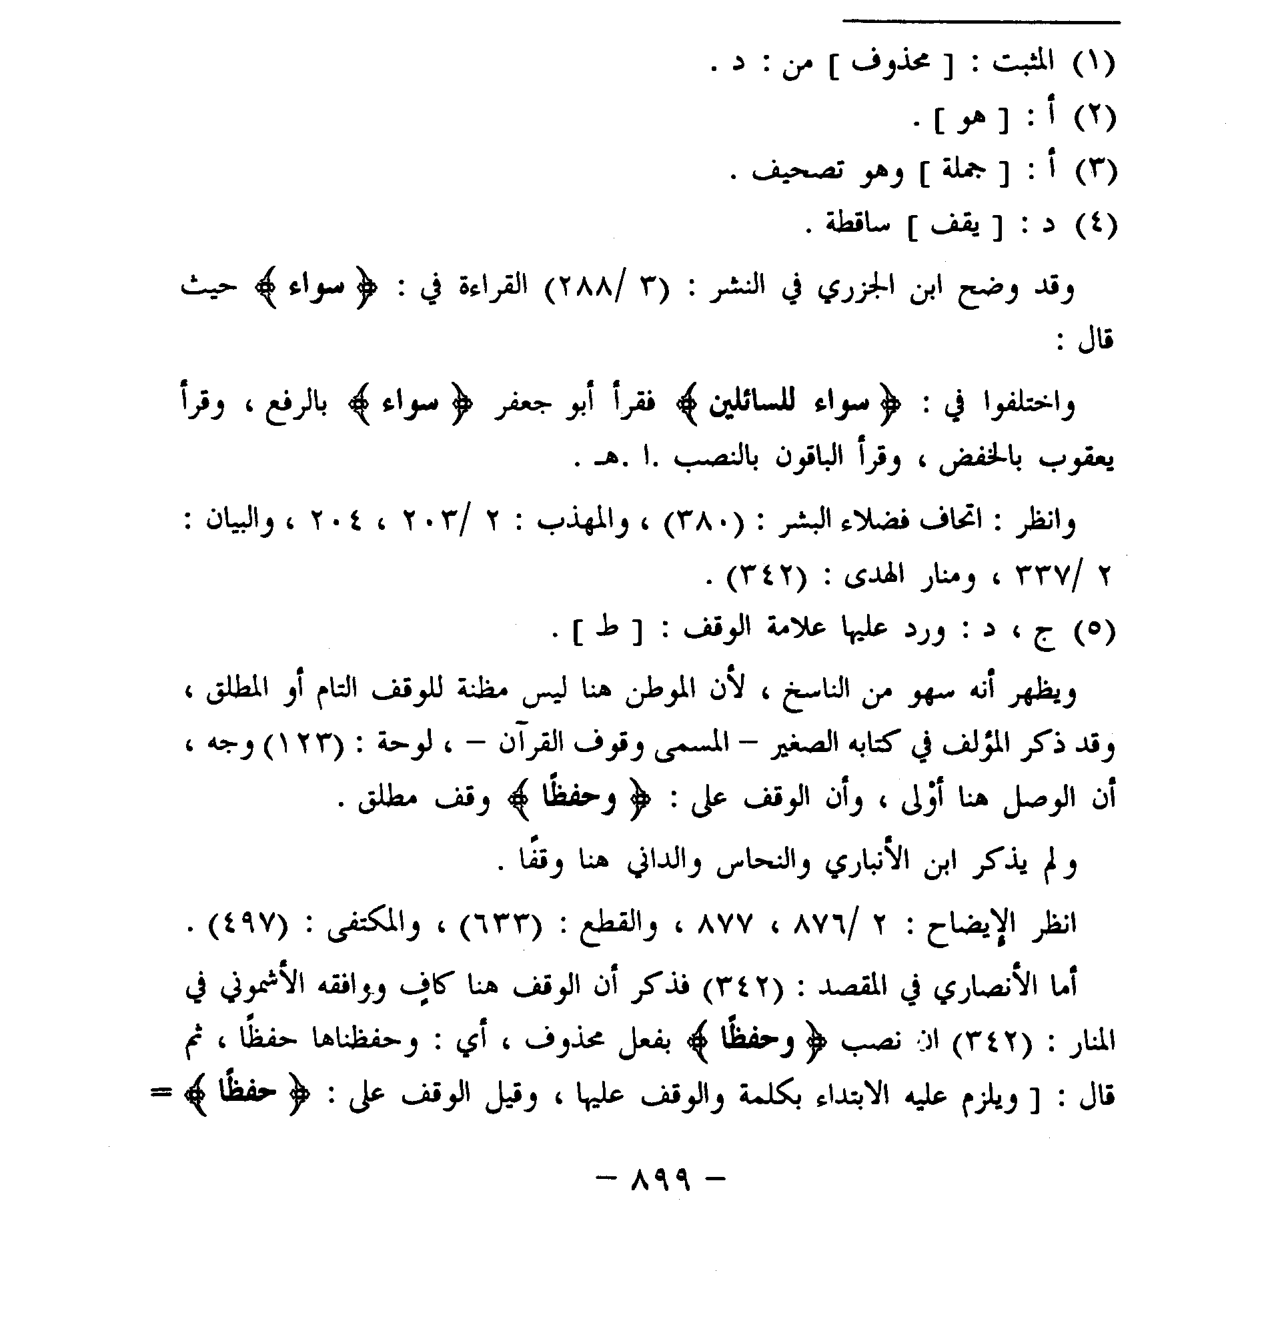 (١) المثبت : [ محذوف ] من : د .
(٢) أ : [ هو ] .
(٣) أ : [ جملة ] وهو تصحيف .
(٤) د : [ يقف ] ساقطة .
وقد وضح ابن الجزري في النشر : (٣ /٢٨٨) القراءة في : ﴿ سواء ﴾ حيث
قال :
واختلفوا في : ﴿ سواء للسائلين ﴾ فقرأ أبو جعفر ﴿ سواء ﴾ بالرفع ، وقرأ
يعقوب بالخفض ، وقرأ الباقون بالنصب .ا .هـ .
وانظر : اتحاف فضلاء البشر : (٣٨٠) ، والمهذب : ٢ /٢٠٣ ، ٢٠٤ ، والبيان :
٢ /٣٣٧ ، ومنار الهدى : (٣٤٢) .
(٥) ج ، د : ورد عليها علامة الوقف : [ ط ] .
ويظهر أنه سهو من الناسخ ، لأن الموطن هنا ليس مظنة للوقف التام أو المطلق ،
وقد ذكر المؤلف في كتابه الصغير – المسمى وقوف القرآن – ، لوحة : (١٢٣) وجه ،
أن الوصل هنا أوْلى ، وأن الوقف على : ﴿ وحفظًا ﴾ وقف مطلق .
ولم يذكر ابن الأنباري والنحاس والداني هنا وقفًا .
انظر الإيضاح : ٢ /٨٧٦ ، ٨٧٧ ، والقطع : (٦٣٣) ، والمكتفى : (٤٩٧) .
أما الأنصاري في المقصد : (٣٤٢) فذكر أن الوقف هنا كافٍ ووافقه الأشموني في
المنار : (٣٤٢) ان نصب ﴿ وحفظًا ﴾ بفعل محذوف ، أي : وحفظناها حفظًا ، ثم
قال : [ ويلزم عليه الابتداء بكلمة والوقف عليها ، وقيل الوقف على : ﴿ حفظًا ﴾ =
– ٨٩٩ –